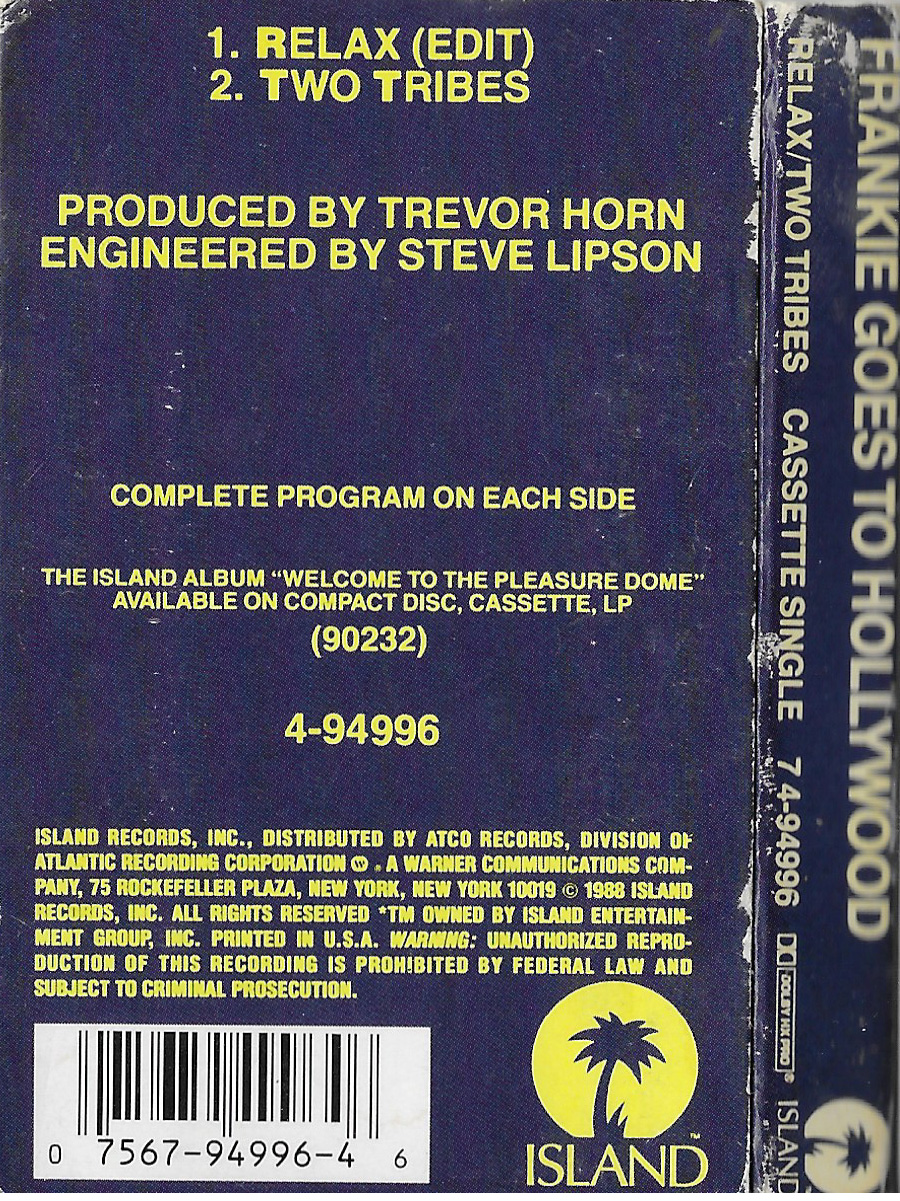 1. RELAX (EDIT)
2. TWO TRIBES
PRODUCED BY TREVOR HORN
ENGINEERED BY STEVE LIPSON
COMPLETE PROGRAM ON EACH SIDE
THE ISLAND ALBUM “WELCOME TO THE PLEASURE DOME”
AVAILABLE ON COMPACT DISC, CASSETTE, LP
(90232)
4-94996
ISLAND RECORDS, INC., DISTRIBUTED BY ATCO RECORDS, DIVISION OF
ATLANTIC RECORDING CORPORATION Ⓦ . A WARNER COMMUNICATIONS COM-
PANY, 75 ROCKEFELLER PLAZA, NEW YORK, NEW YORK 10019 © 1988 ISLAND
RECORDS, INC. ALL RIGHTS RESERVED *TM OWNED BY ISLAND ENTERTAIN-
MENT GROUP, INC. PRINTED IN U.S.A. WARNING: UNAUTHORIZED REPRO-
DUCTION OF THIS RECORDING IS PROHIBITED BY FEDERAL LAW AND
SUBJECT TO CRIMINAL PROSECUTION.
0 7567-94996-4 6
ISLAND™
FRANKIE GOES TO HOLLYWOOD
RELAX/TWO TRIBES CASSETTE SINGLE 7 4-94996 DOLBY HX PRO® ISLAND